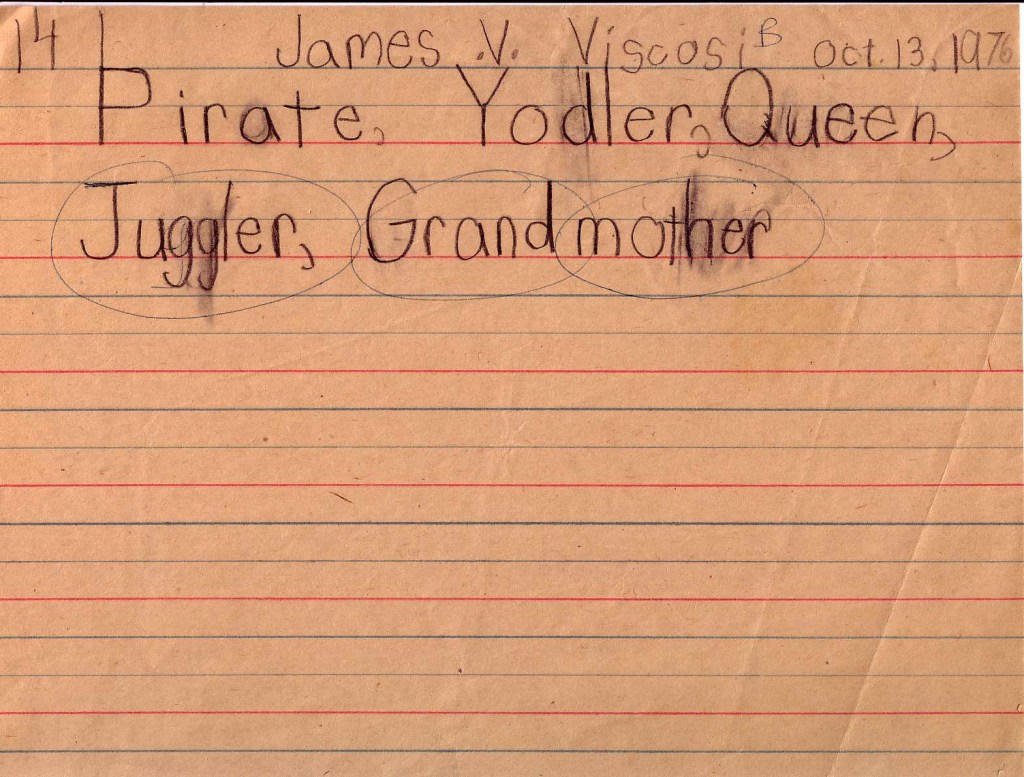 14 James V. Viscosi B Oct. 13, 1976
Pirate, Yodler, Queen,
Juggler, Grandmother